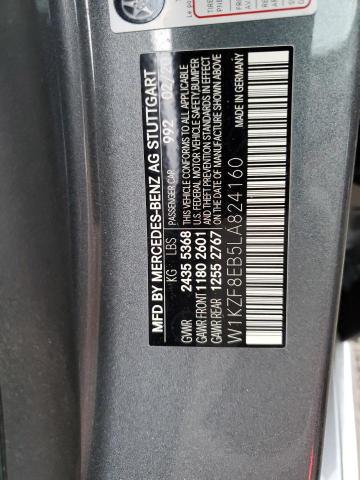 MFD BY MERCEDES-BENZ AG STUTTGART
PASSENGER CAR 992 02/20
KG LBS
GVWR 2435 5368
GAWR FRONT 1180 2601
GAWR REAR 1255 2767
THIS VEHICLE CONFORMS TO ALL APPLICABLE
U.S. FEDERAL MOTOR VEHICLE SAFETY, BUMPER
AND THEFT PREVENTION STANDARDS IN EFFECT ON
THE DATE OF MANUFACTURE SHOWN ABOVE
W1KZF8EB5LA824160
MADE IN GERMANY